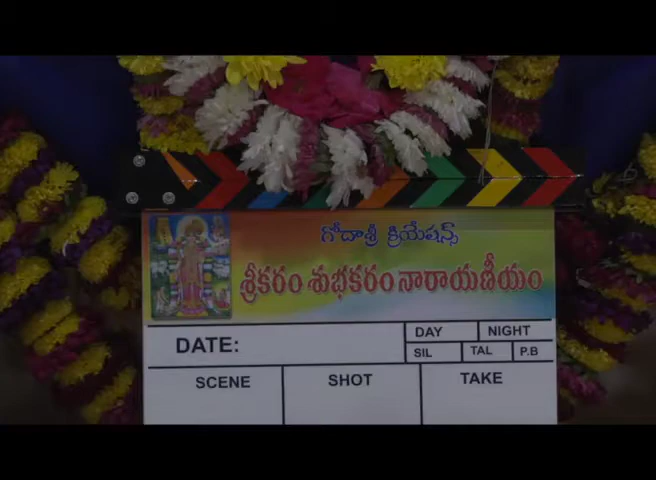 గోదాశ్రీ క్రియేషన్స్
శ్రీకరం శుభకరం నారాయణీయం
DATE:
DAY
NIGHT
SIL
TAL
P.B
SCENE
SHOT
TAKE